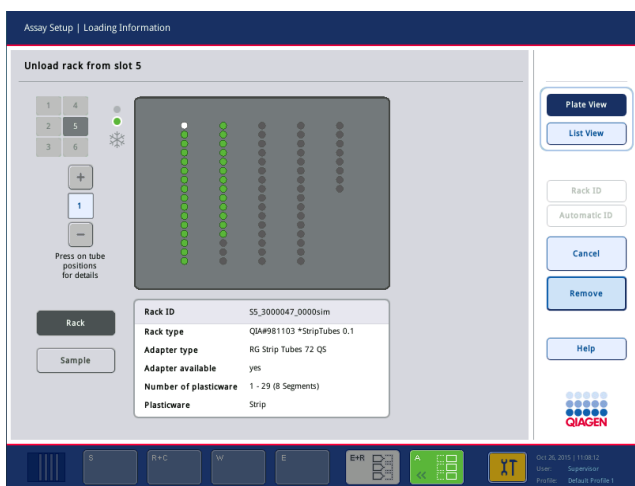 Assay Setup | Loading Information
Unload rack from slot 5
1 4
2 5
3 6
+
1
−
Press on tube
positions
for details
Rack
Sample
Rack ID S5_3000047_0000sim
Rack type QIA#981103 *StripTubes 0.1
Adapter type RG Strip Tubes 72 QS
Adapter available yes
Number of plasticware 1 - 29 (8 Segments)
Plasticware Strip
Plate View
List View
Rack ID
Automatic ID
Cancel
Remove
Help
QIAGEN
S R+C W E E+R A
<<
Oct 26, 2015 | 11:08:12
User: Supervisor
Profile: Default Profile 1